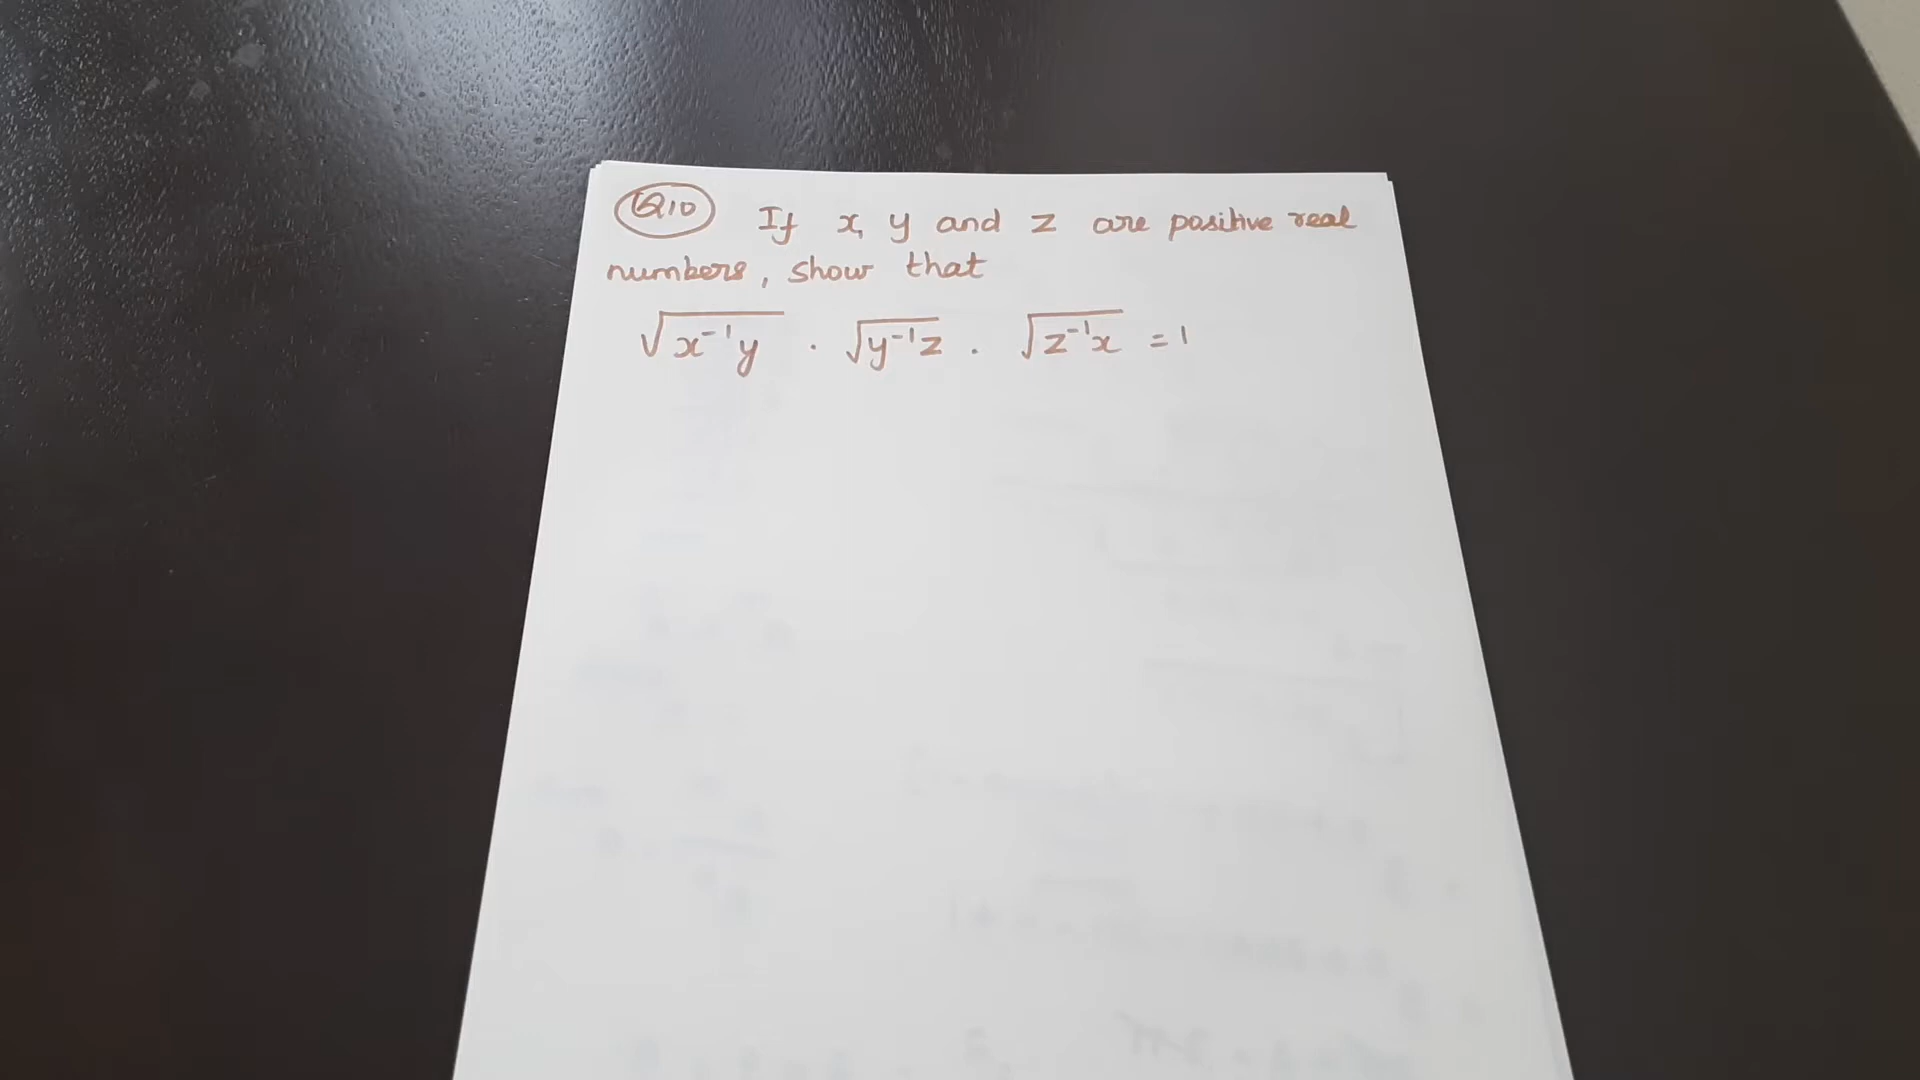 Q10 If x, y and z are positive real
numbers, show that
√(x⁻¹y) · √(y⁻¹z) · √(z⁻¹x) = 1